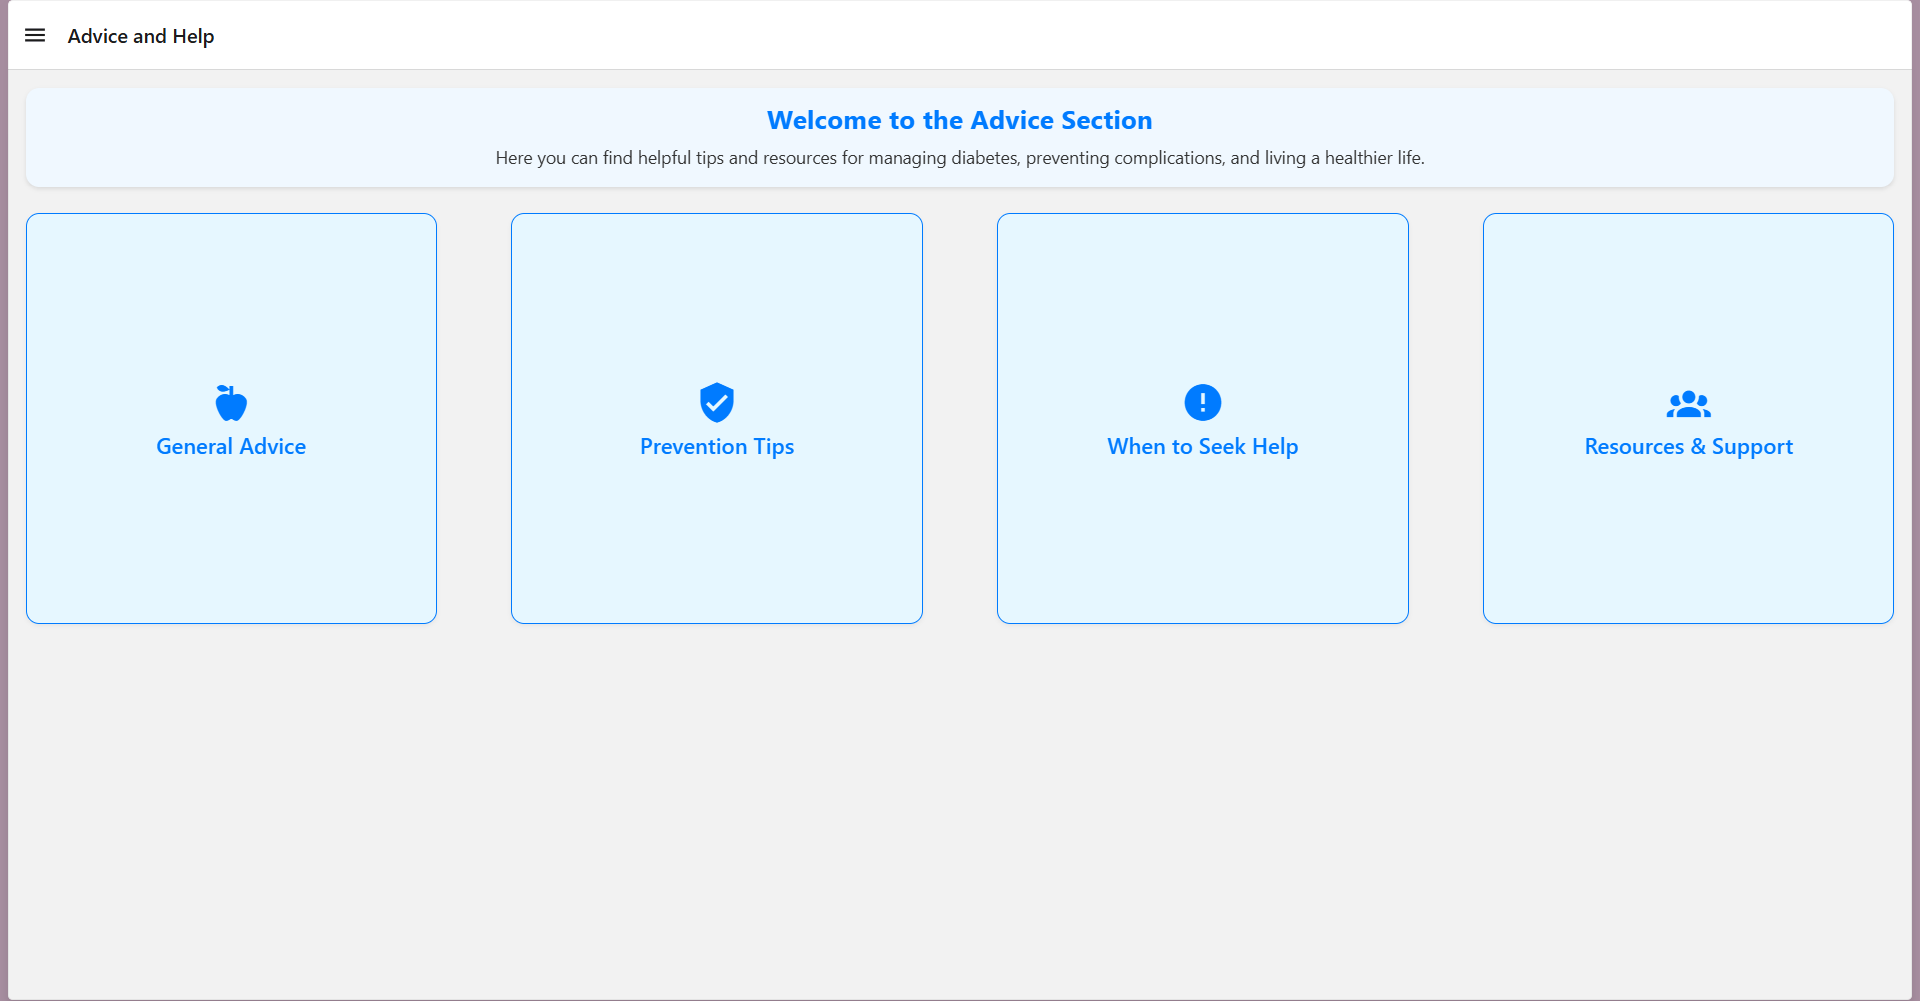 Advice and Help
Welcome to the Advice Section
Here you can find helpful tips and resources for managing diabetes, preventing complications, and living a healthier life.
General Advice
Prevention Tips
When to Seek Help
Resources & Support